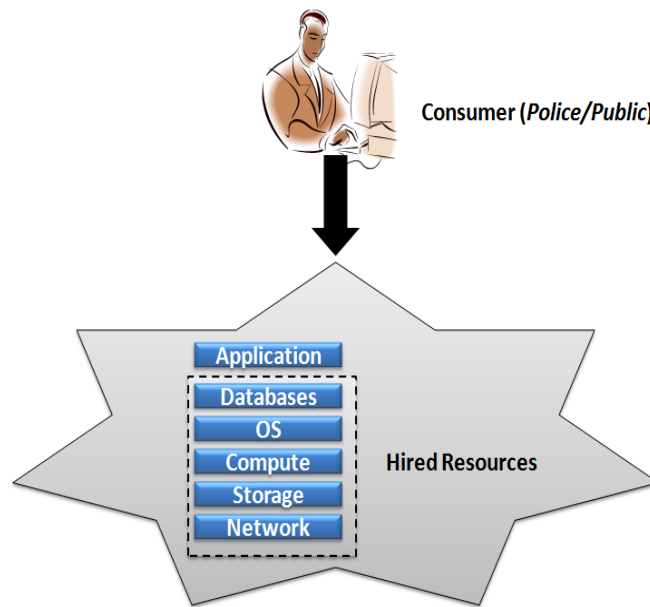 Consumer (Police/Public)
Application
Databases
OS
Compute
Hired Resources
Storage
Network